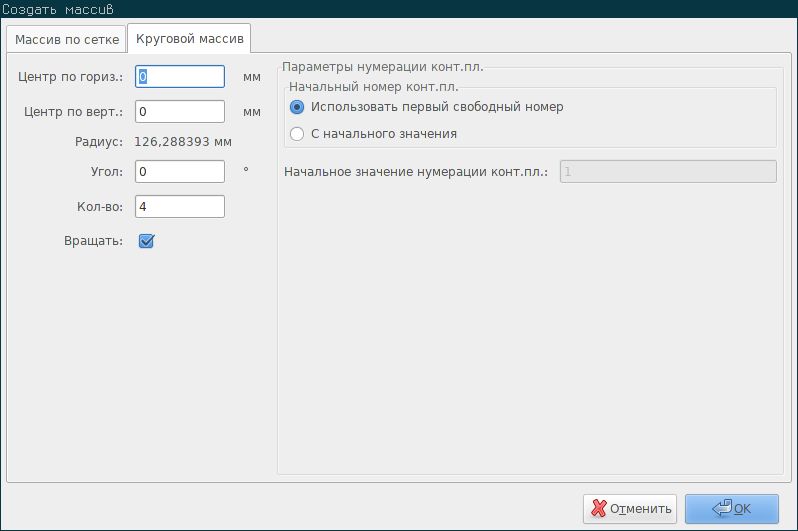 Создать массив
Массив по сетке
Круговой массив
Центр по гориз.: 0 мм
Центр по верт.: 0 мм
Радиус: 126,288393 мм
Угол: 0 °
Кол-во: 4
Вращать:
Параметры нумерации конт.пл.
Начальный номер конт.пл.
Использовать первый свободный номер
С начального значения
Начальное значение нумерации конт.пл.: 1
Отменить
OK